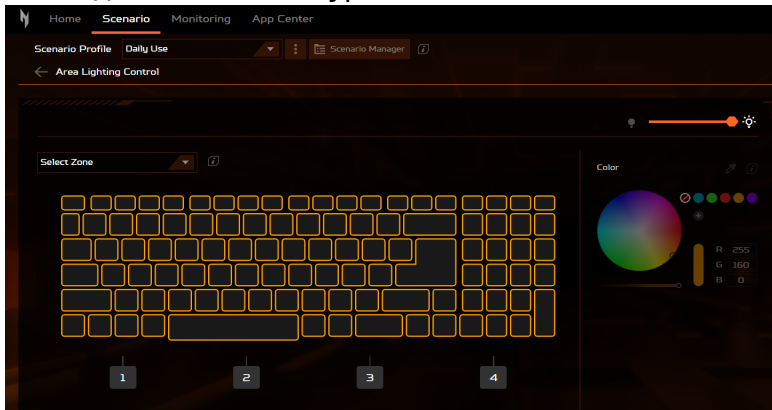 Home Scenario Monitoring App Center
Scenario Profile Daily Use Scenario Manager i
Area Lighting Control
Select Zone i
Color i
R 255
G 160
B 0
1 2 3 4